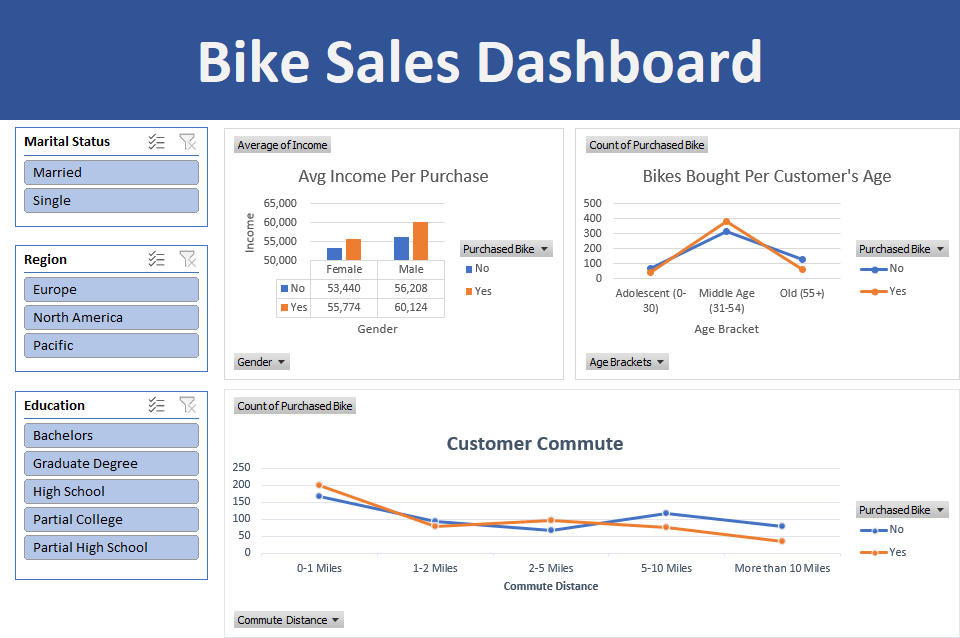 Bike Sales Dashboard
Marital Status
Married
Single
Region
Europe
North America
Pacific
Education
Bachelors
Graduate Degree
High School
Partial College
Partial High School
Average of Income
Avg Income Per Purchase
Income
65,000
60,000
55,000
50,000
Female Male
No 53,440 56,208
Yes 55,774 60,124
Gender
Purchased Bike
No
Yes
Gender
Count of Purchased Bike
Bikes Bought Per Customer's Age
500
400
300
200
100
0
Adolescent (0-
30)
Middle Age
(31-54)
Old (55+)
Age Bracket
Purchased Bike
No
Yes
Age Brackets
Count of Purchased Bike
Customer Commute
250
200
150
100
50
0
0-1 Miles 1-2 Miles 2-5 Miles 5-10 Miles More than 10 Miles
Commute Distance
Purchased Bike
No
Yes
Commute Distance